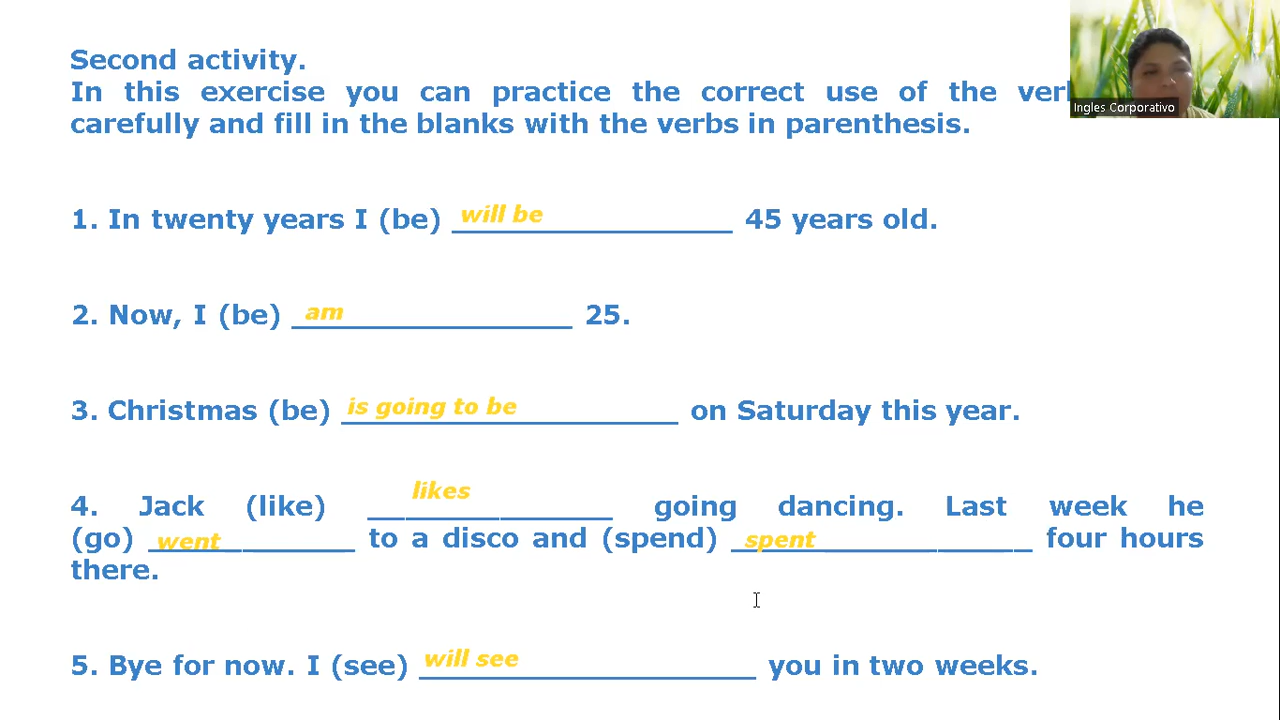 Second activity.
In this exercise you can practice the correct use of the
carefully and fill in the blanks with the verbs in parenthesis.
Ingles Corporativo
1. In twenty years I (be) will be 45 years old.
2. Now, I (be) am 25.
3. Christmas (be) is going to be on Saturday this year.
4. Jack (like) likes going dancing. Last week he
(go) went to a disco and (spend) spent four hours
there.
5. Bye for now. I (see) will see you in two weeks.